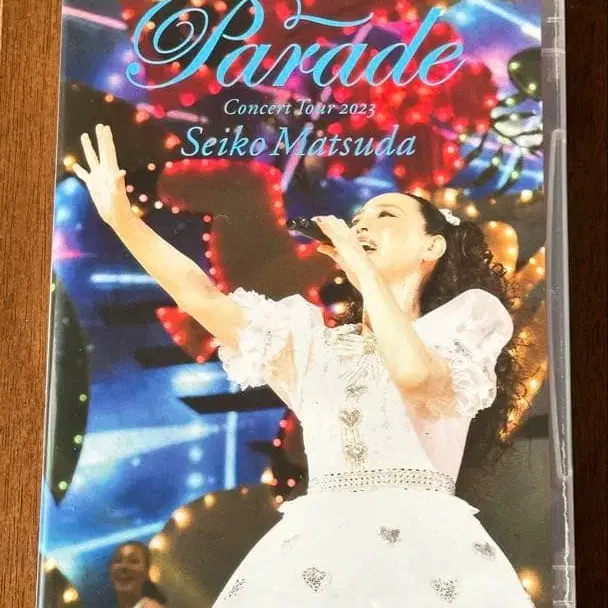 Parade
Concert Tour 2023
Seiko Matsuda